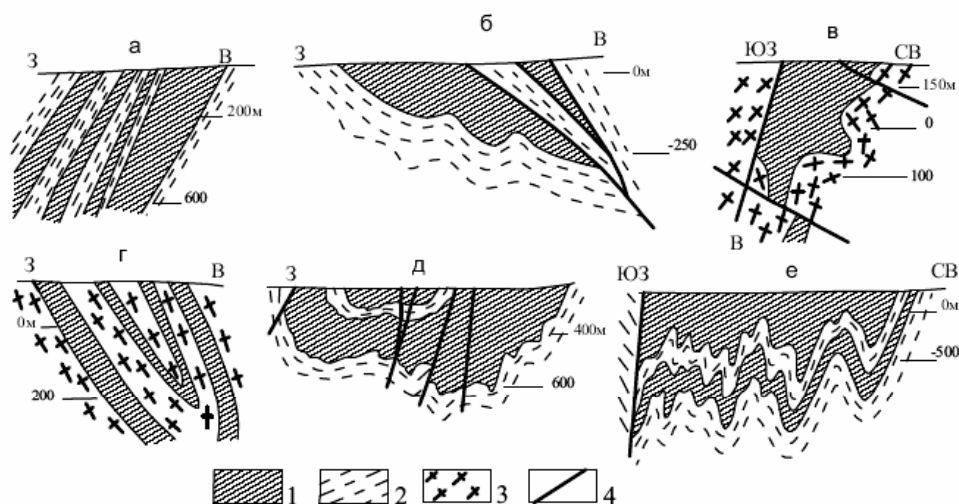 а
З В
200м
600
б
З В
0м
-250
в
ЮЗ СВ
150м
0
100
В
г
З В
0м
200
д
З
400м
600
е
ЮЗ СВ
0м
-500
1 2 3 4